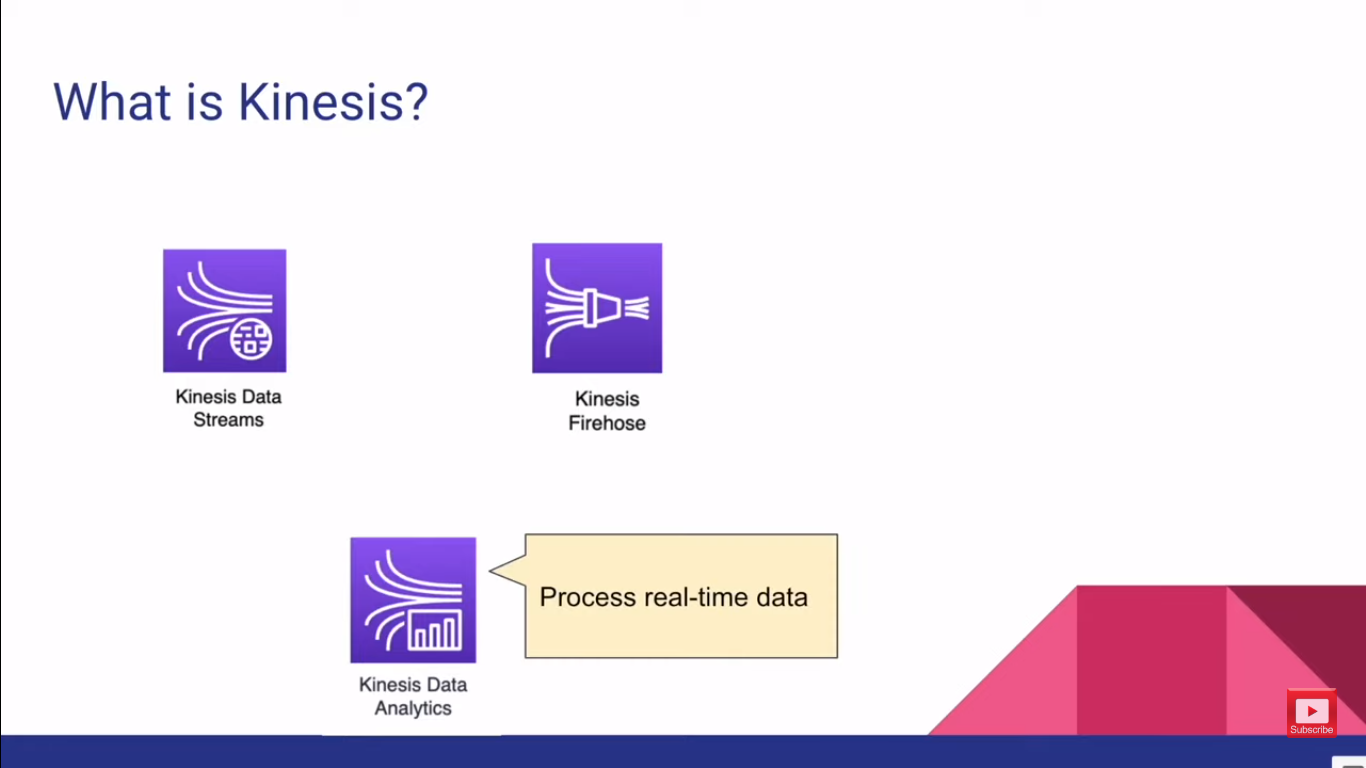 What is Kinesis?
Kinesis Data
Streams
Kinesis
Firehose
Process real-time data
Kinesis Data
Analytics
Subscribe